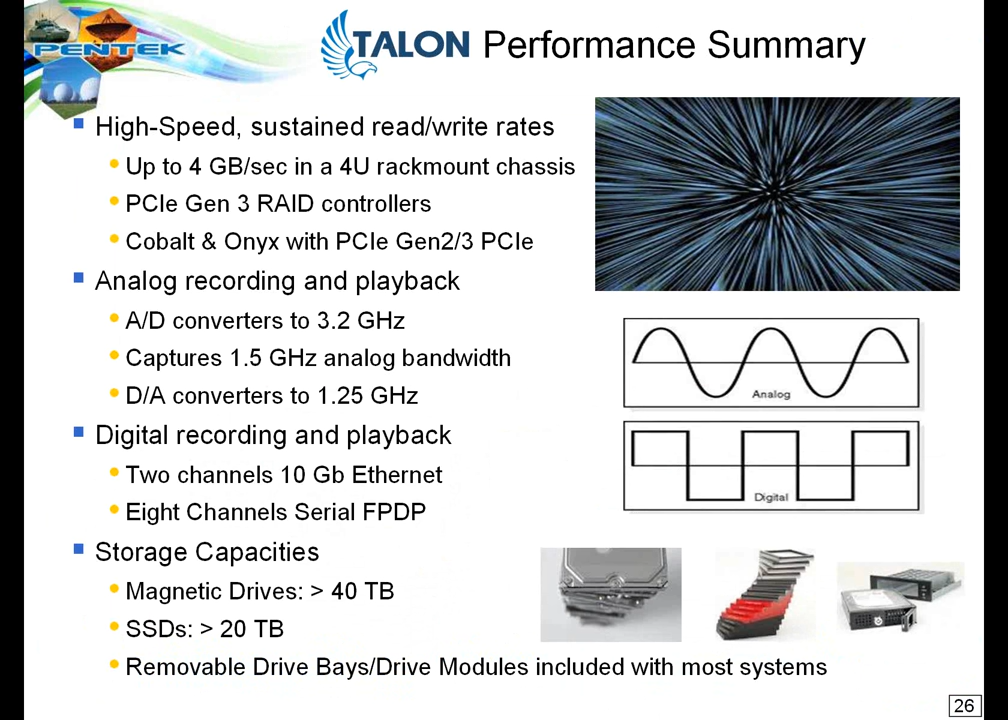 PENTEK
TALON Performance Summary
High-Speed, sustained read/write rates
Up to 4 GB/sec in a 4U rackmount chassis
PCIe Gen 3 RAID controllers
Cobalt & Onyx with PCIe Gen2/3 PCIe
Analog recording and playback
A/D converters to 3.2 GHz
Captures 1.5 GHz analog bandwidth
D/A converters to 1.25 GHz
Analog
Digital recording and playback
Two channels 10 Gb Ethernet
Eight Channels Serial FPDP
Digital
Storage Capacities
Magnetic Drives: > 40 TB
SSDs: > 20 TB
Removable Drive Bays/Drive Modules included with most systems
26